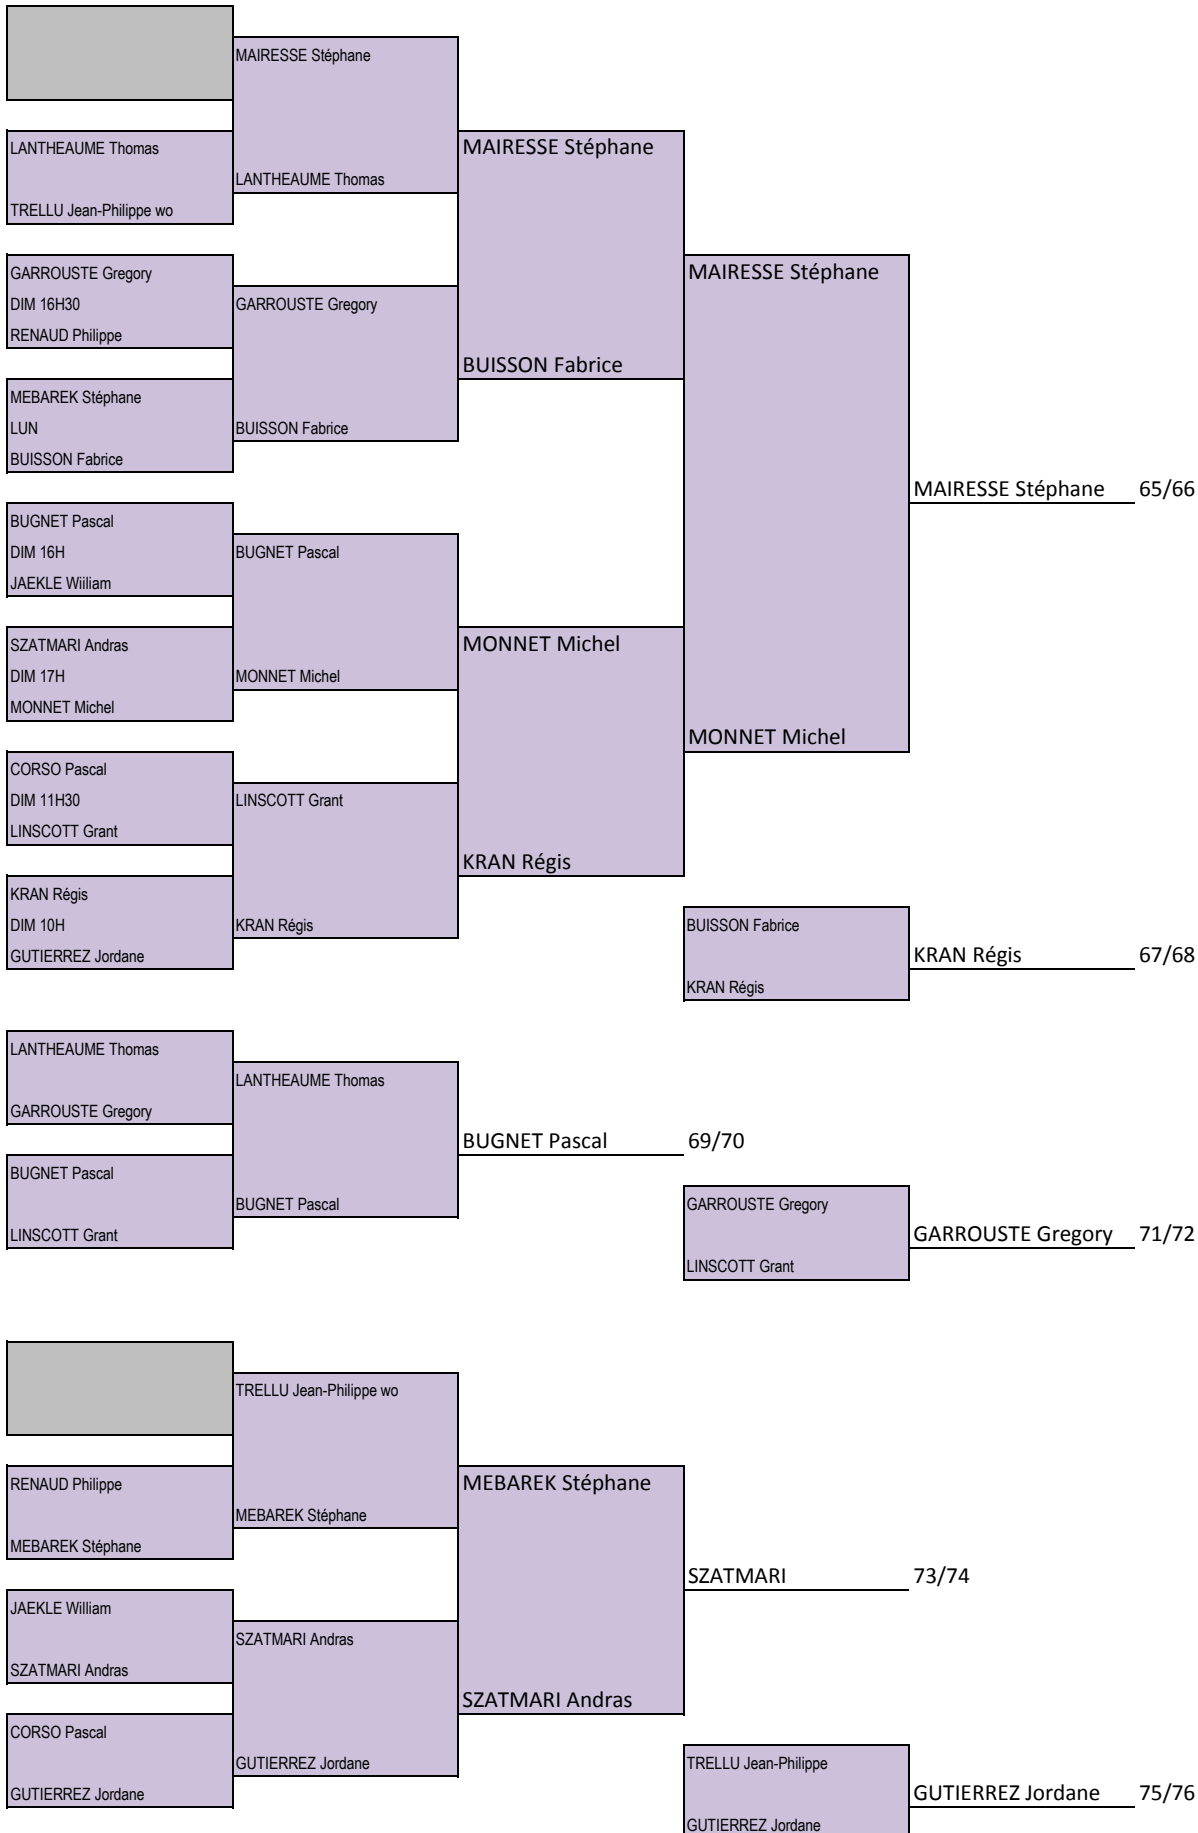 MAIRESSE Stéphane
LANTHEAUME Thomas
MAIRESSE Stéphane
LANTHEAUME Thomas
TRELLU Jean-Philippe wo
GARROUSTE Gregory
MAIRESSE Stéphane
DIM 16H30
GARROUSTE Gregory
RENAUD Philippe
BUISSON Fabrice
MEBAREK Stéphane
LUN
BUISSON Fabrice
BUISSON Fabrice
MAIRESSE Stéphane 65/66
BUGNET Pascal
DIM 16H
BUGNET Pascal
JAEKLE Wiiliam
SZATMARI Andras
MONNET Michel
DIM 17H
MONNET Michel
MONNET Michel
MONNET Michel
CORSO Pascal
DIM 11H30
LINSCOTT Grant
LINSCOTT Grant
KRAN Régis
KRAN Régis
DIM 10H
KRAN Régis
BUISSON Fabrice
GUTIERREZ Jordane
KRAN Régis 67/68
KRAN Régis
LANTHEAUME Thomas
LANTHEAUME Thomas
GARROUSTE Gregory
BUGNET Pascal 69/70
BUGNET Pascal
BUGNET Pascal
GARROUSTE Gregory
LINSCOTT Grant
GARROUSTE Gregory 71/72
LINSCOTT Grant
TRELLU Jean-Philippe wo
RENAUD Philippe
MEBAREK Stéphane
MEBAREK Stéphane
MEBAREK Stéphane
SZATMARI 73/74
JAEKLE William
SZATMARI Andras
SZATMARI Andras
SZATMARI Andras
CORSO Pascal
GUTIERREZ Jordane
TRELLU Jean-Philippe
GUTIERREZ Jordane
GUTIERREZ Jordane 75/76
GUTIERREZ Jordane